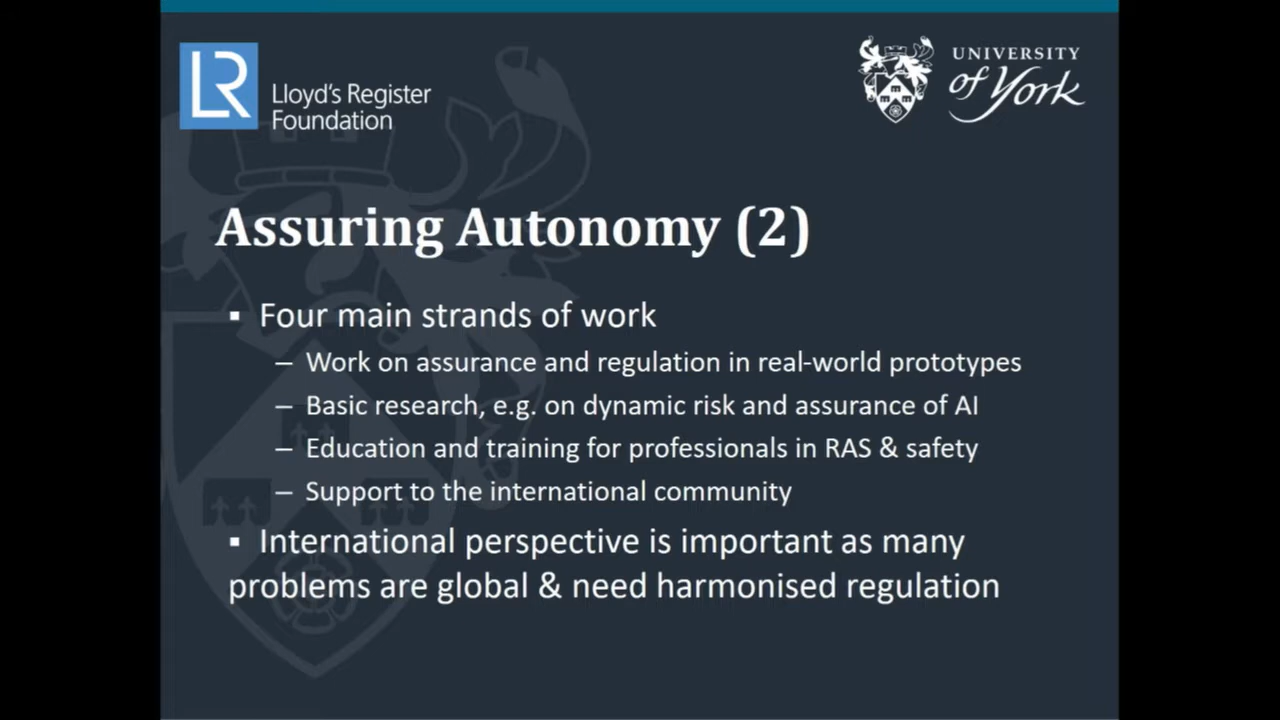 LR
Lloyd's Register
Foundation
UNIVERSITY
of York
Assuring Autonomy (2)
▪ Four main strands of work
– Work on assurance and regulation in real-world prototypes
– Basic research, e.g. on dynamic risk and assurance of AI
– Education and training for professionals in RAS & safety
– Support to the international community
▪ International perspective is important as many
problems are global & need harmonised regulation